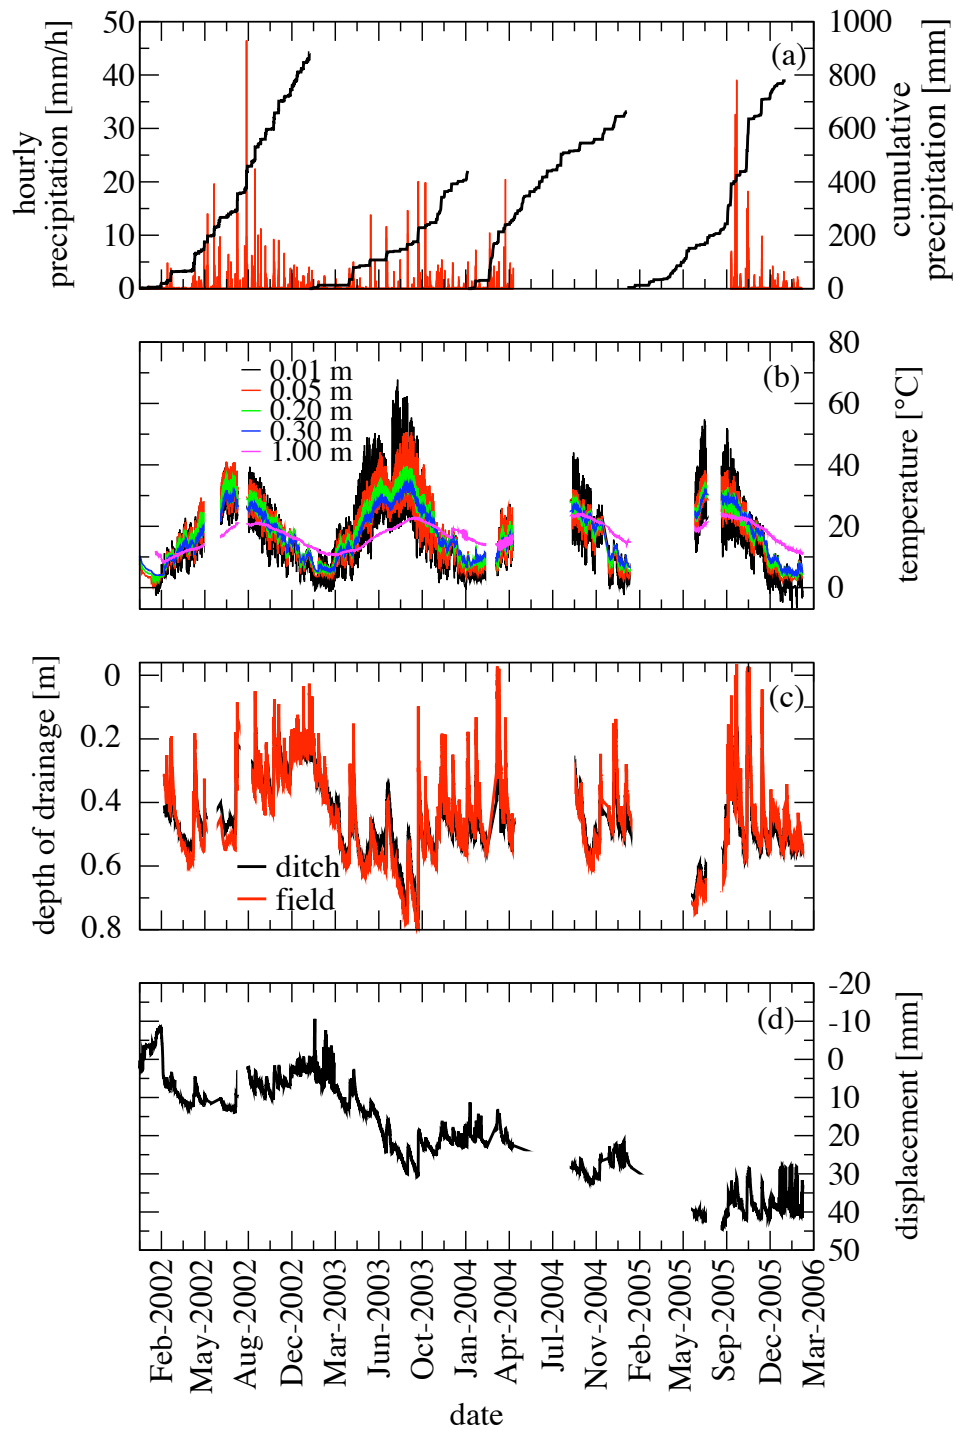 50
40
30
20
10
0
hourly
precipitation [mm/h]
(a)
1000
800
600
400
200
0
cumulative
precipitation [mm]
0.01 m
0.05 m
0.20 m
0.30 m
1.00 m
(b)
80
60
40
20
0
temperature [°C]
0
0.2
0.4
0.6
0.8
depth of drainage [m]
ditch
field
(c)
(d)
-20
-10
0
10
20
30
40
50
displacement [mm]
Feb-2002
May-2002
Aug-2002
Dec-2002
Mar-2003
Jun-2003
Oct-2003
Jan-2004
Apr-2004
Jul-2004
Nov-2004
Feb-2005
May-2005
Sep-2005
Dec-2005
Mar-2006
date